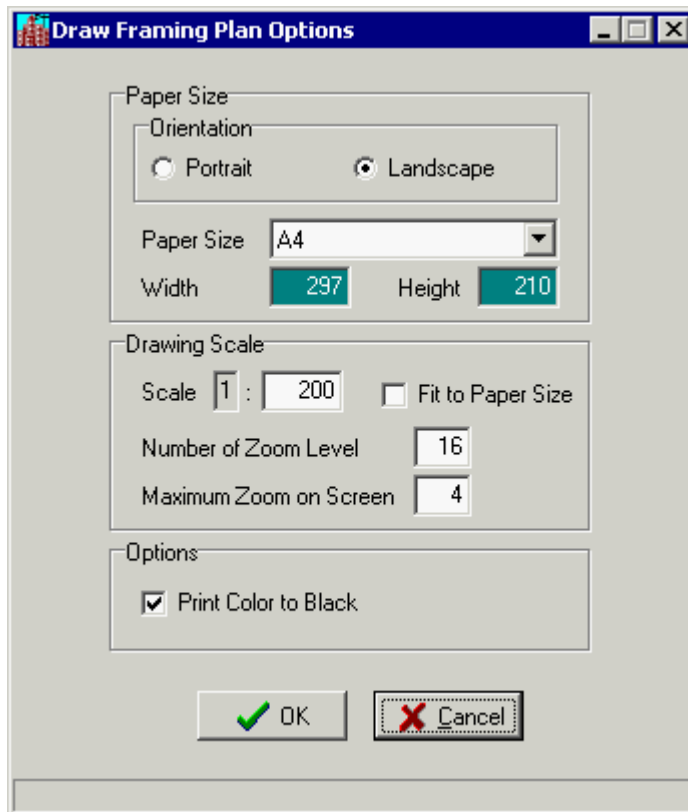 Draw Framing Plan Options
Paper Size
Orientation
Portrait Landscape
Paper Size A4
Width 297 Height 210
Drawing Scale
Scale 1 : 200 Fit to Paper Size
Number of Zoom Level 16
Maximum Zoom on Screen 4
Options
Print Color to Black
OK Cancel